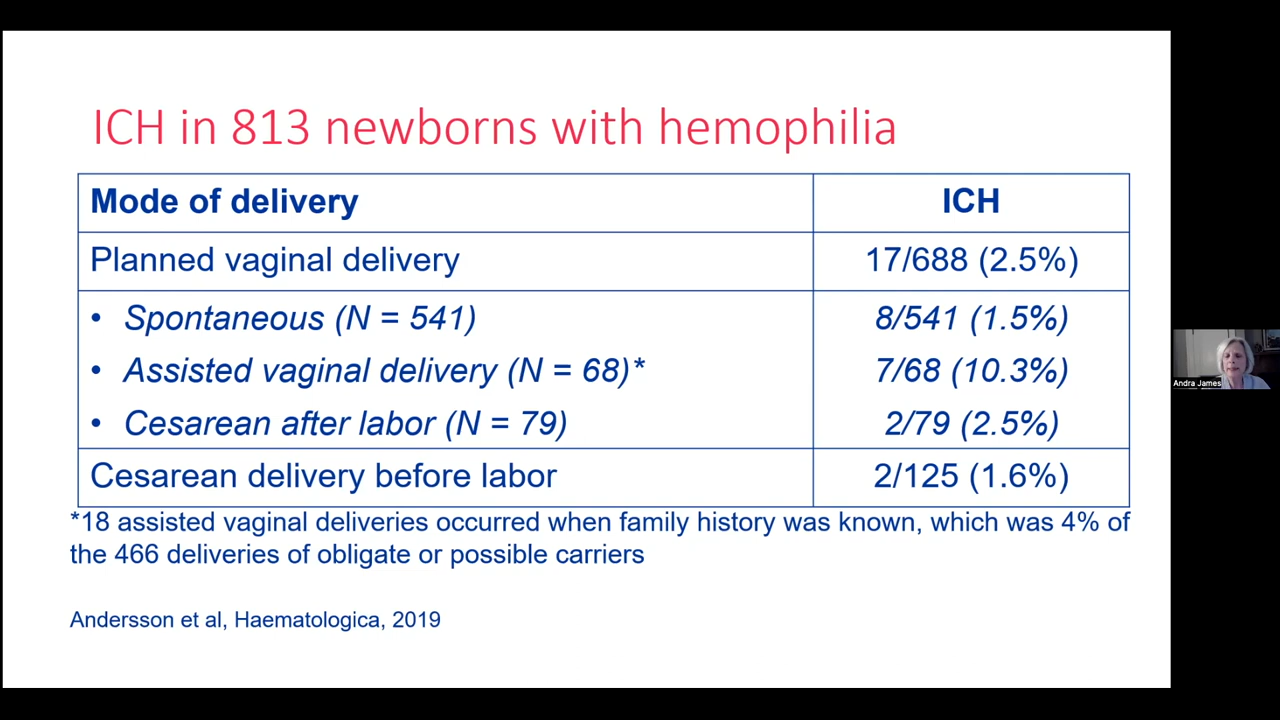 ICH in 813 newborns with hemophilia
Mode of delivery ICH
Planned vaginal delivery 17/688 (2.5%)
• Spontaneous (N = 541) 8/541 (1.5%)
• Assisted vaginal delivery (N = 68)* 7/68 (10.3%)
• Cesarean after labor (N = 79) 2/79 (2.5%)
Cesarean delivery before labor 2/125 (1.6%)
*18 assisted vaginal deliveries occurred when family history was known, which was 4% of
the 466 deliveries of obligate or possible carriers
Andersson et al, Haematologica, 2019
Andra James